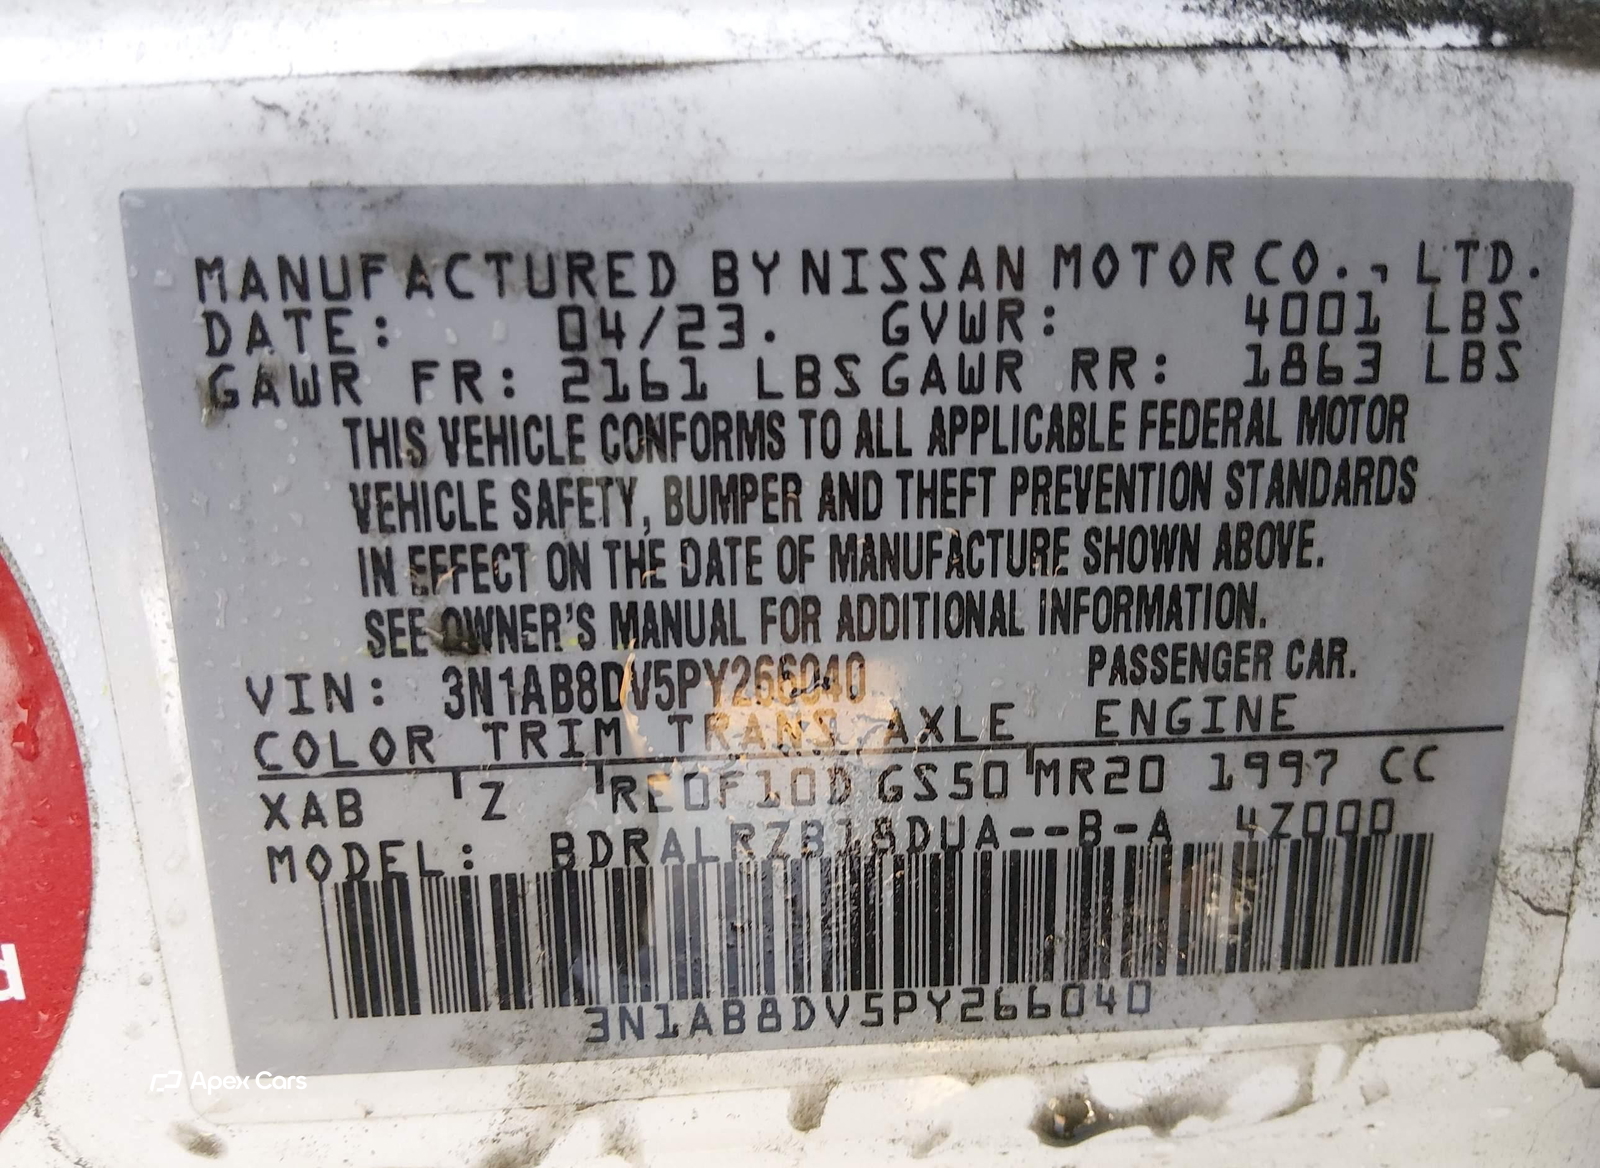 MANUFACTURED BY NISSAN MOTOR CO., LTD.
DATE: 04/23. GVWR: 4001 LBS
GAWR FR: 2161 LBS GAWR RR: 1863 LBS
THIS VEHICLE CONFORMS TO ALL APPLICABLE FEDERAL MOTOR
VEHICLE SAFETY, BUMPER AND THEFT PREVENTION STANDARDS
IN EFFECT ON THE DATE OF MANUFACTURE SHOWN ABOVE.
SEE OWNER'S MANUAL FOR ADDITIONAL INFORMATION.
VIN: 3N1AB8DV5PY266040 PASSENGER CAR.
COLOR TRIM TRANS AXLE ENGINE
XAB Z RE0F10D GS50 MR20 1997 CC
MODEL: BDRALRZB18DUA--B-A 4Z000
3N1AB8DV5PY266040
Apex Cars